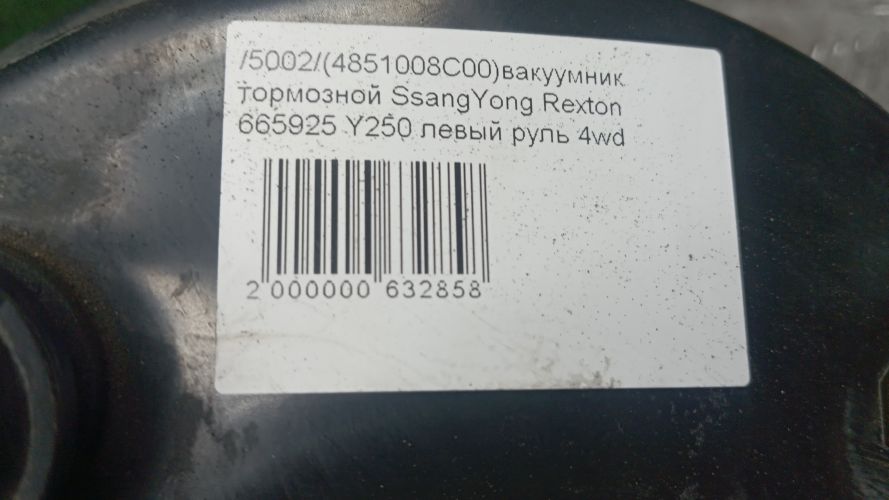 /5002/(4851008C00)вакуумник
тормозной SsangYong Rexton
665925 Y250 левый руль 4wd
2 000000 632858